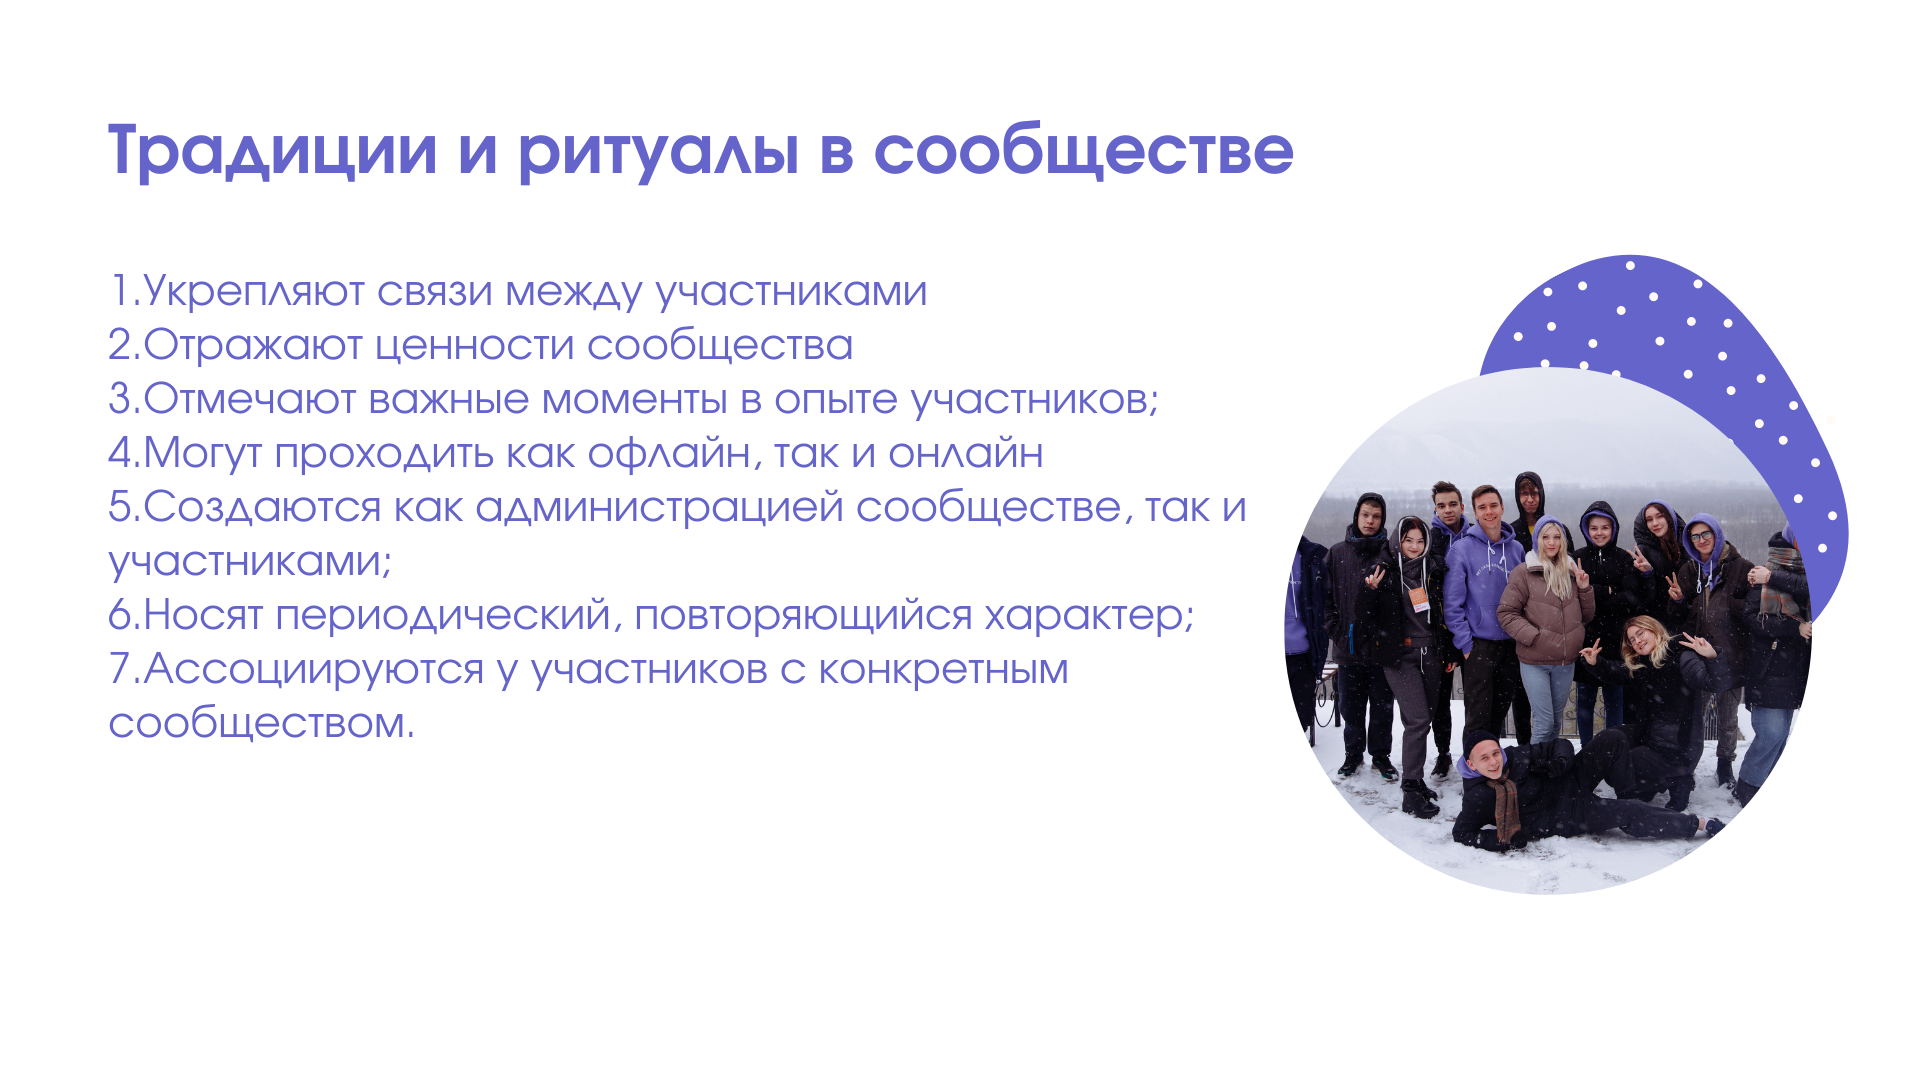 Традиции и ритуалы в сообществе
1.Укрепляют связи между участниками
2.Отражают ценности сообщества
3.Отмечают важные моменты в опыте участников;
4.Могут проходить как офлайн, так и онлайн
5.Создаются как администрацией сообществе, так и
участниками;
6.Носят периодический, повторяющийся характер;
7.Ассоциируются у участников с конкретным
сообществом.